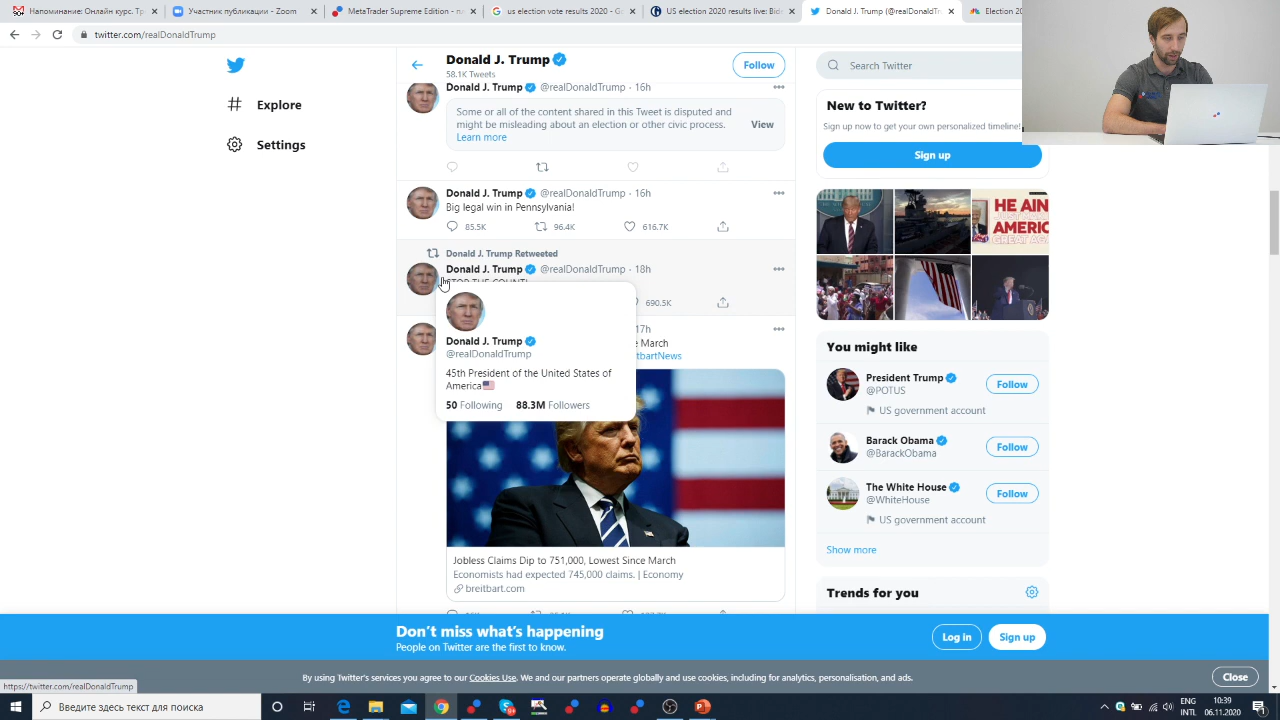 Напоминание: Онлайн курс. Тр
Участник публикации - Zoom
MetaTrader Supreme Edition - п
us election results 2020 - G
US election 2020 results live: Bide
Donald J. Trump (@realDonaldTr
Election 20
twitter.com/realDonaldTrump
Explore
Settings
Donald J. Trump
58.1K Tweets
Follow
Donald J. Trump @realDonaldTrump · 16h
Some or all of the content shared in this Tweet is disputed and
might be misleading about an election or other civic process.
Learn more
View
Donald J. Trump @realDonaldTrump · 16h
Big legal win in Pennsylvania!
85.5K 96.4K 616.7K
Donald J. Trump Retweeted
Donald J. Trump @realDonaldTrump · 18h
STOP THE COUNT!
690.5K
17h
e March
tbartNews
Donald J. Trump
@realDonaldTrump
45th President of the United States of
America
50 Following 88.3M Followers
Jobless Claims Dip to 751,000, Lowest Since March
Economists had expected 745,000 claims. | Economy
breitbart.com
Search Twitter
New to Twitter?
Sign up now to get your own personalized timeline!
Sign up
HE AIN
AMERIC
GREAT AG
You might like
President Trump
@POTUS
US government account
Follow
Barack Obama
@BarackObama
Follow
The White House
@WhiteHouse
US government account
Follow
Show more
Trends for you
Don't miss what's happening
People on Twitter are the first to know.
Log in
Sign up
https://twitter.com/realDonaldTrump
By using Twitter's services you agree to our Cookies Use. We and our partners operate globally and use cookies, including for analytics, personalisation, and ads.
Close
Введите здесь текст для поиска
ENG
INTL
10:39
06.11.2020